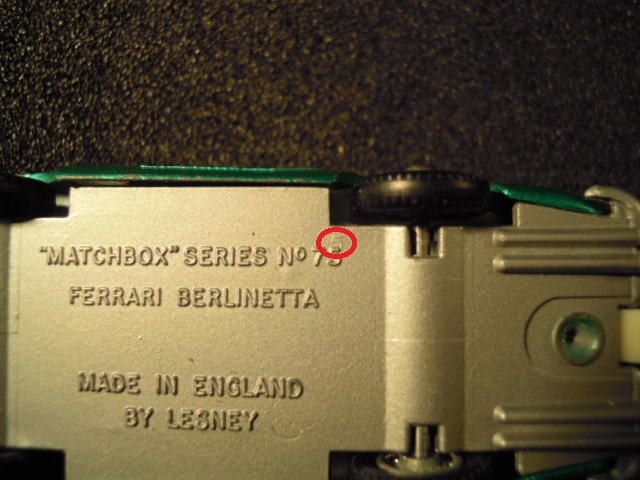 "MATCHBOX" SERIES Nº 75
FERRARI BERLINETTA
MADE IN ENGLAND
BY LESNEY